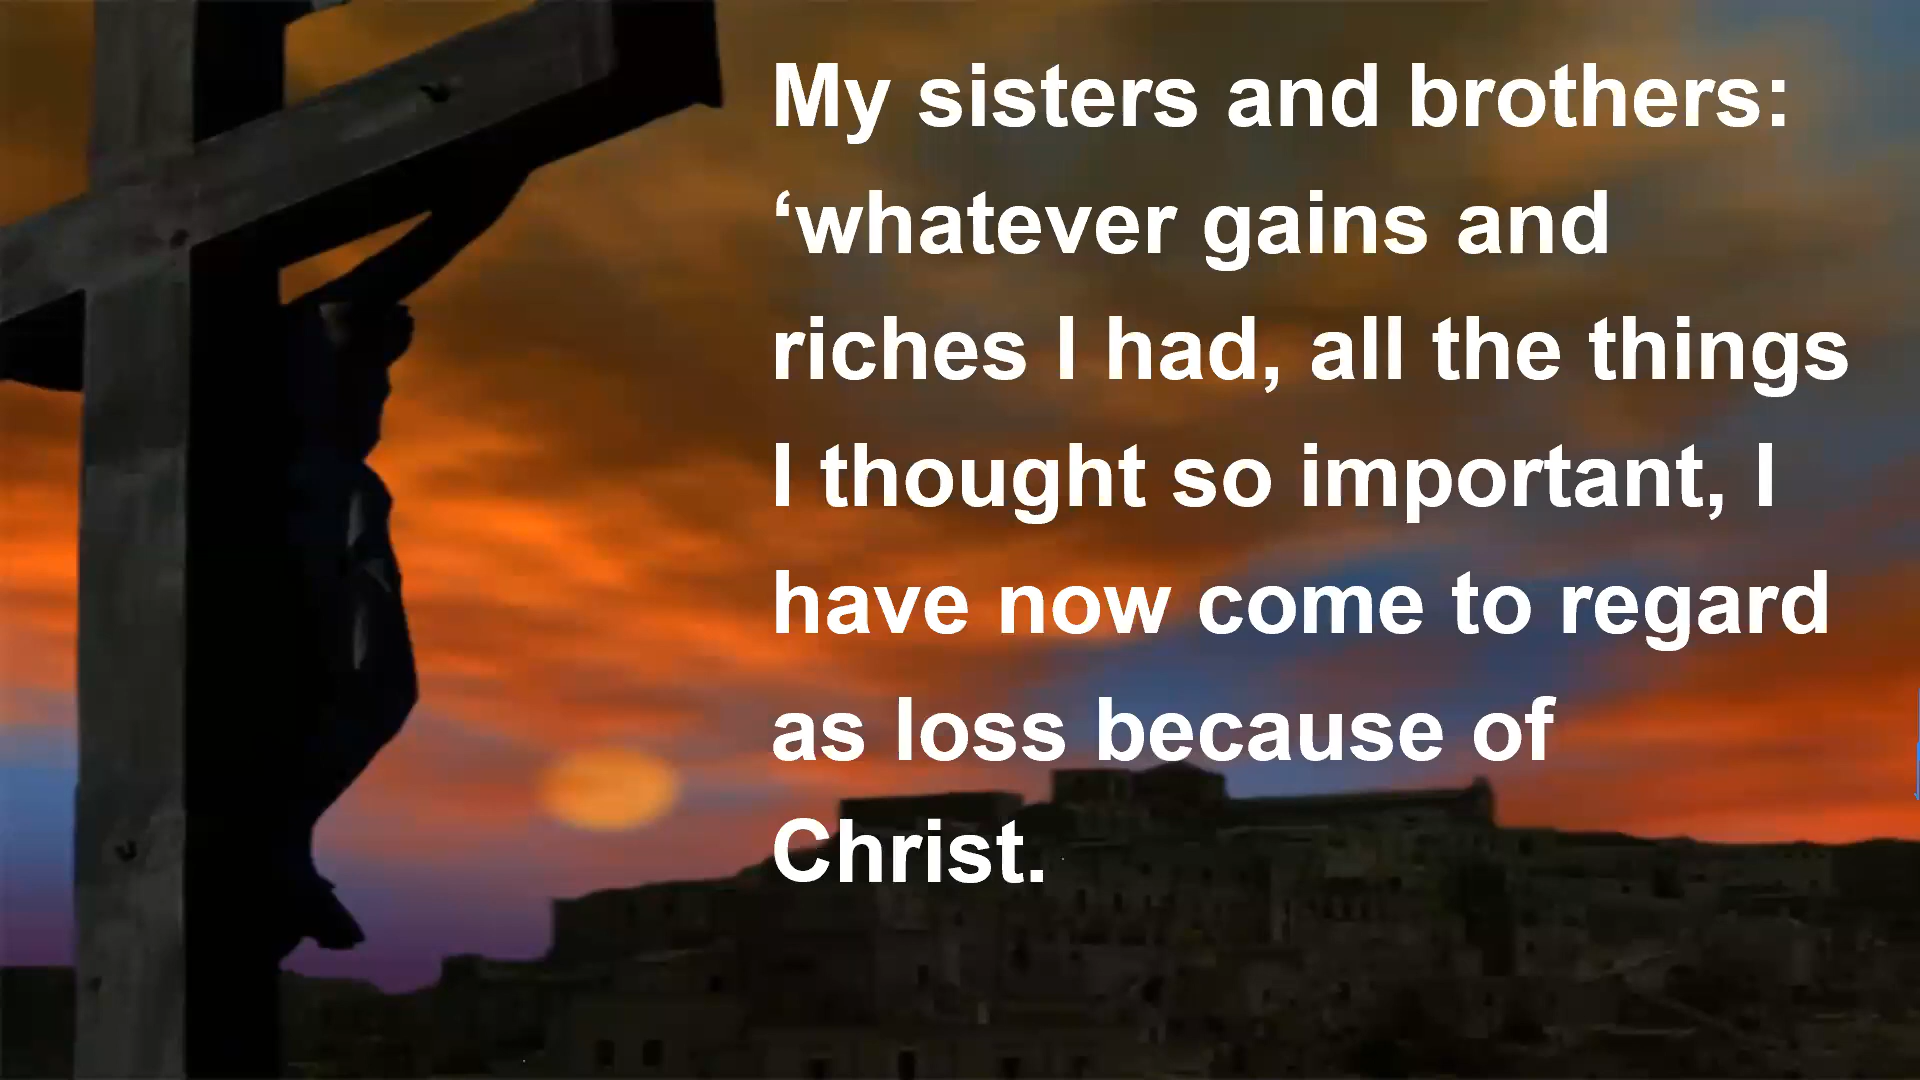 My sisters and brothers:
‘whatever gains and
riches I had, all the things
I thought so important, I
have now come to regard
as loss because of
Christ.